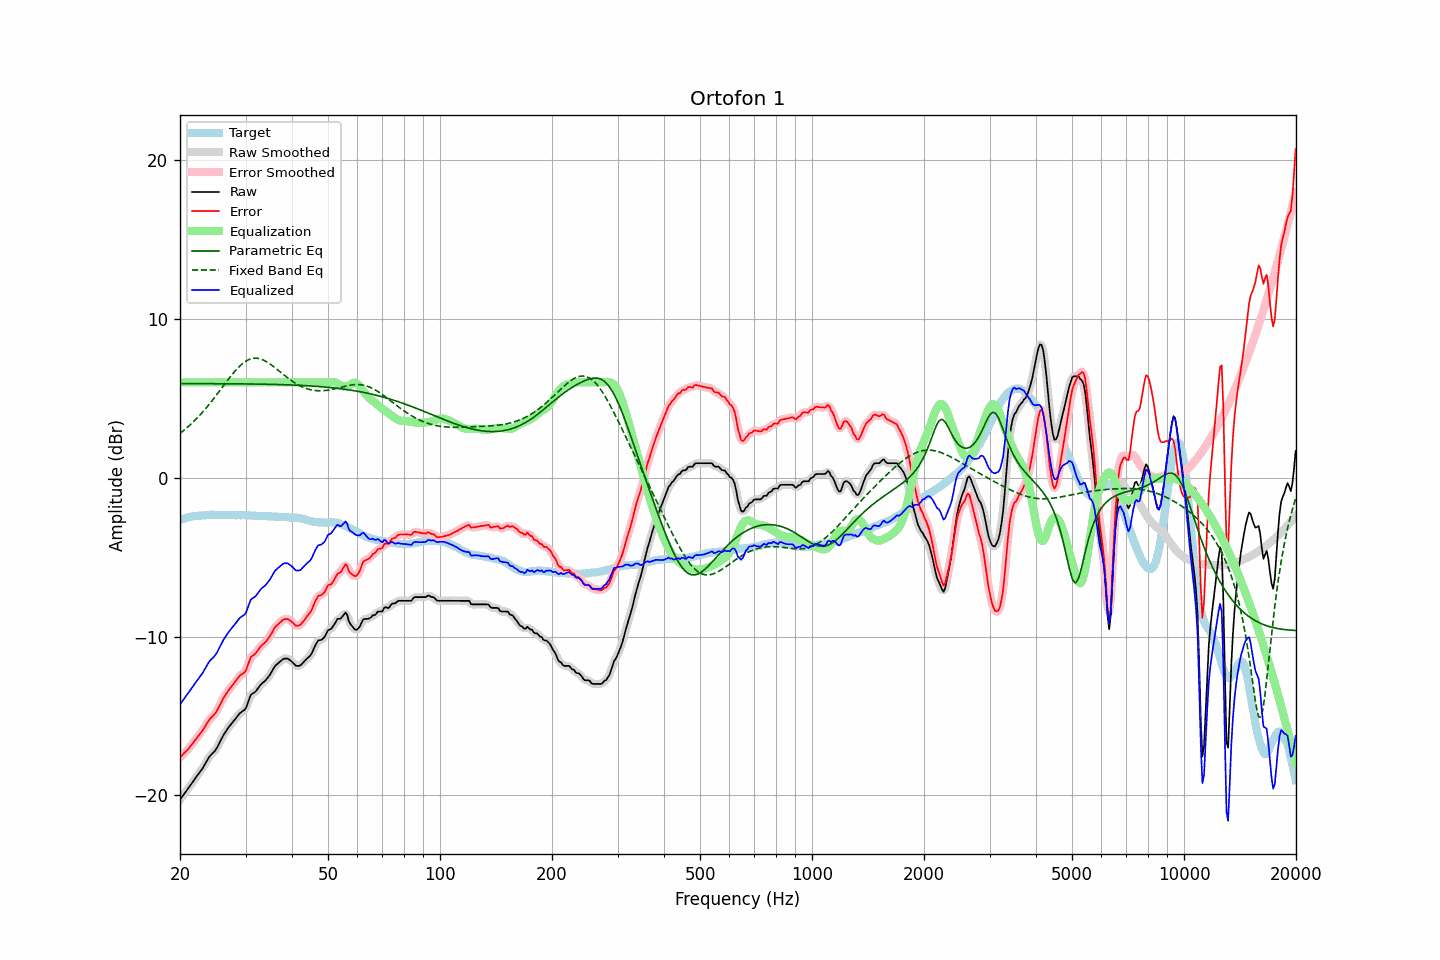 Ortofon 1
Target
Raw Smoothed
Error Smoothed
Raw
Error
Equalization
Parametric Eq
Fixed Band Eq
Equalized
Amplitude (dBr)
20
10
0
−10
−20
20 50 100 200 500 1000 2000 5000 10000 20000
Frequency (Hz)